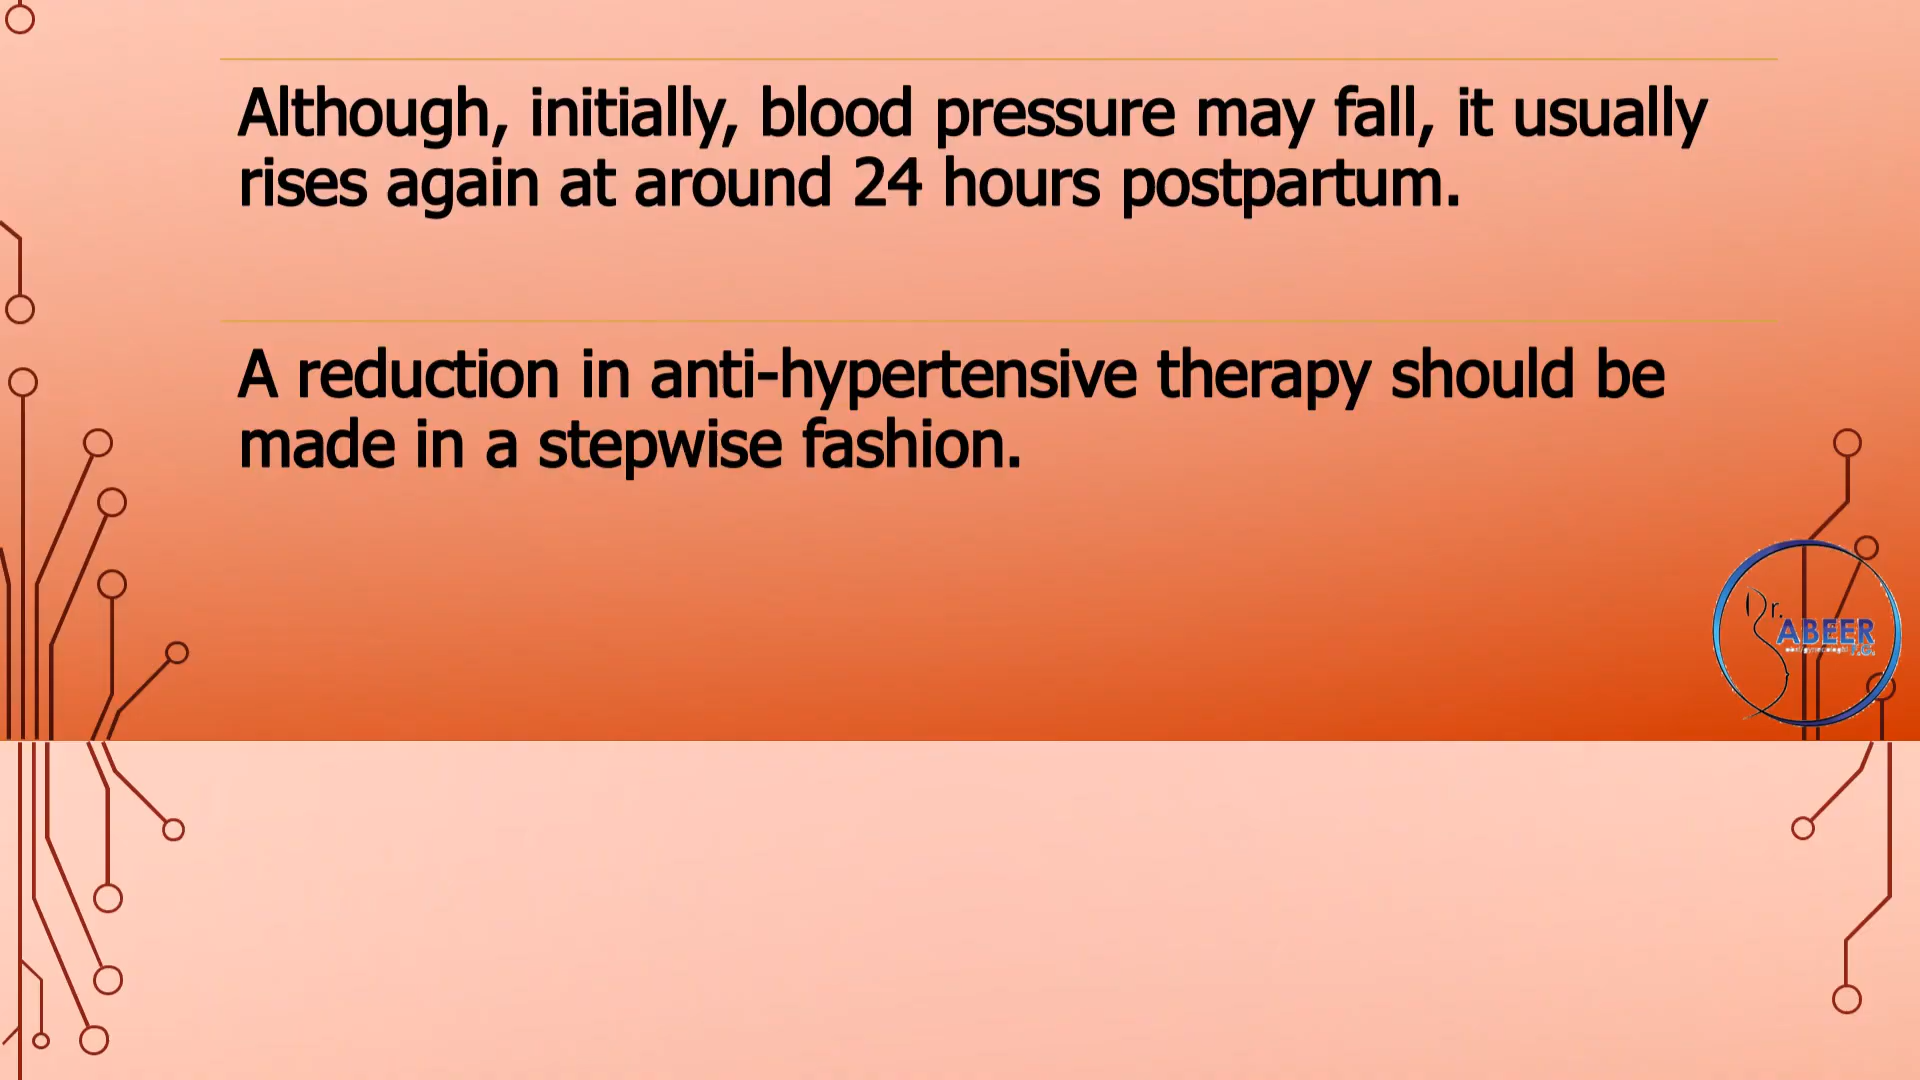 Although, initially, blood pressure may fall, it usually
rises again at around 24 hours postpartum.
A reduction in anti-hypertensive therapy should be
made in a stepwise fashion.
Dr.
ABEER
F.G.